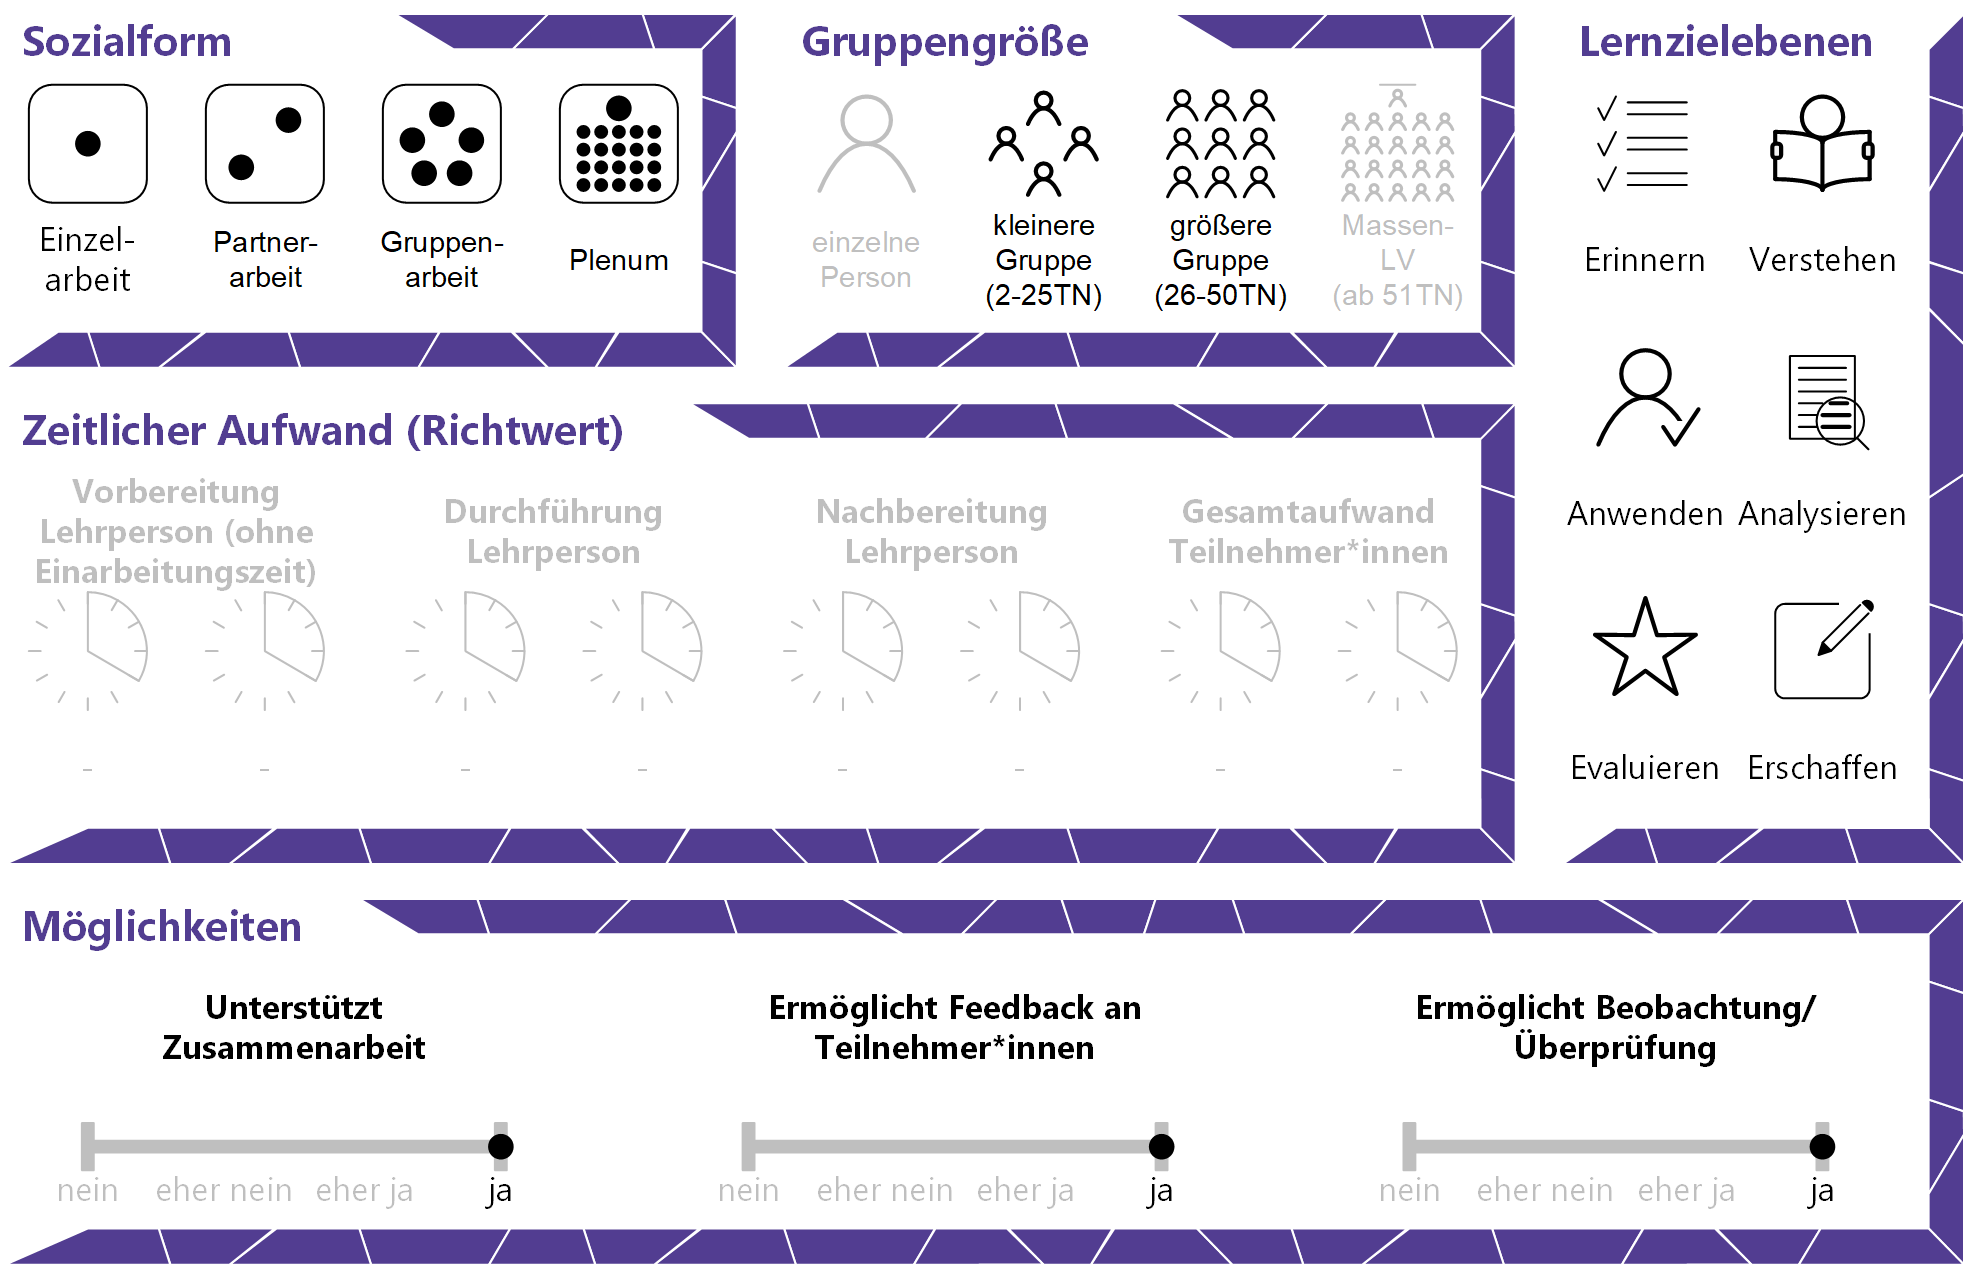 Sozialform
Einzel-
arbeit
Partner-
arbeit
Gruppen-
arbeit
Plenum
Gruppengröße
einzelne
Person
kleinere
Gruppe
(2-25TN)
größere
Gruppe
(26-50TN)
Massen-
LV
(ab 51TN)
Lernzielebenen
Erinnern
Verstehen
Anwenden
Analysieren
Evaluieren
Erschaffen
Zeitlicher Aufwand (Richtwert)
Vorbereitung
Lehrperson (ohne
Einarbeitungszeit)
Durchführung
Lehrperson
Nachbereitung
Lehrperson
Gesamtaufwand
Teilnehmer*innen
- - - - - - - -
Möglichkeiten
Unterstützt
Zusammenarbeit
nein eher nein eher ja ja
Ermöglicht Feedback an
Teilnehmer*innen
nein eher nein eher ja ja
Ermöglicht Beobachtung/
Überprüfung
nein eher nein eher ja ja